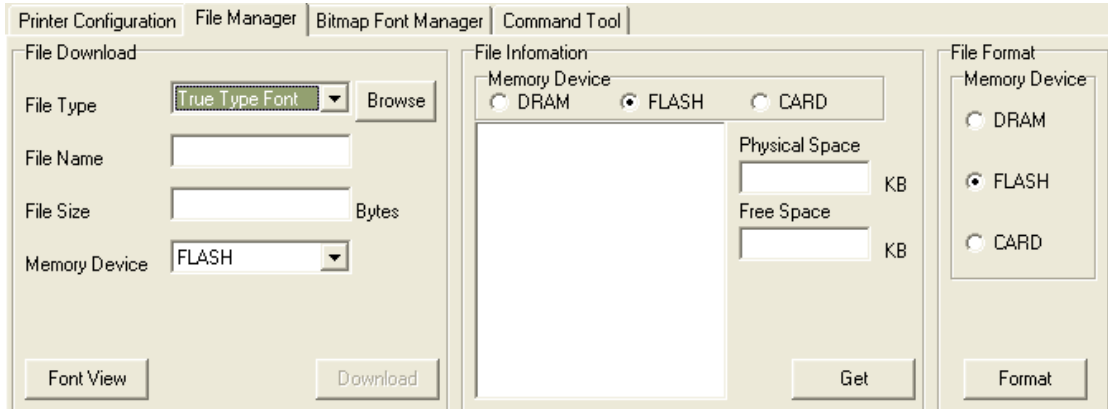 Printer Configuration File Manager Bitmap Font Manager Command Tool
File Download
File Type True Type Font Browse
File Name
File Size Bytes
Memory Device FLASH
Font View Download
File Infomation
Memory Device
DRAM FLASH CARD
Physical Space
KB
Free Space
KB
Get
File Format
Memory Device
DRAM
FLASH
CARD
Format